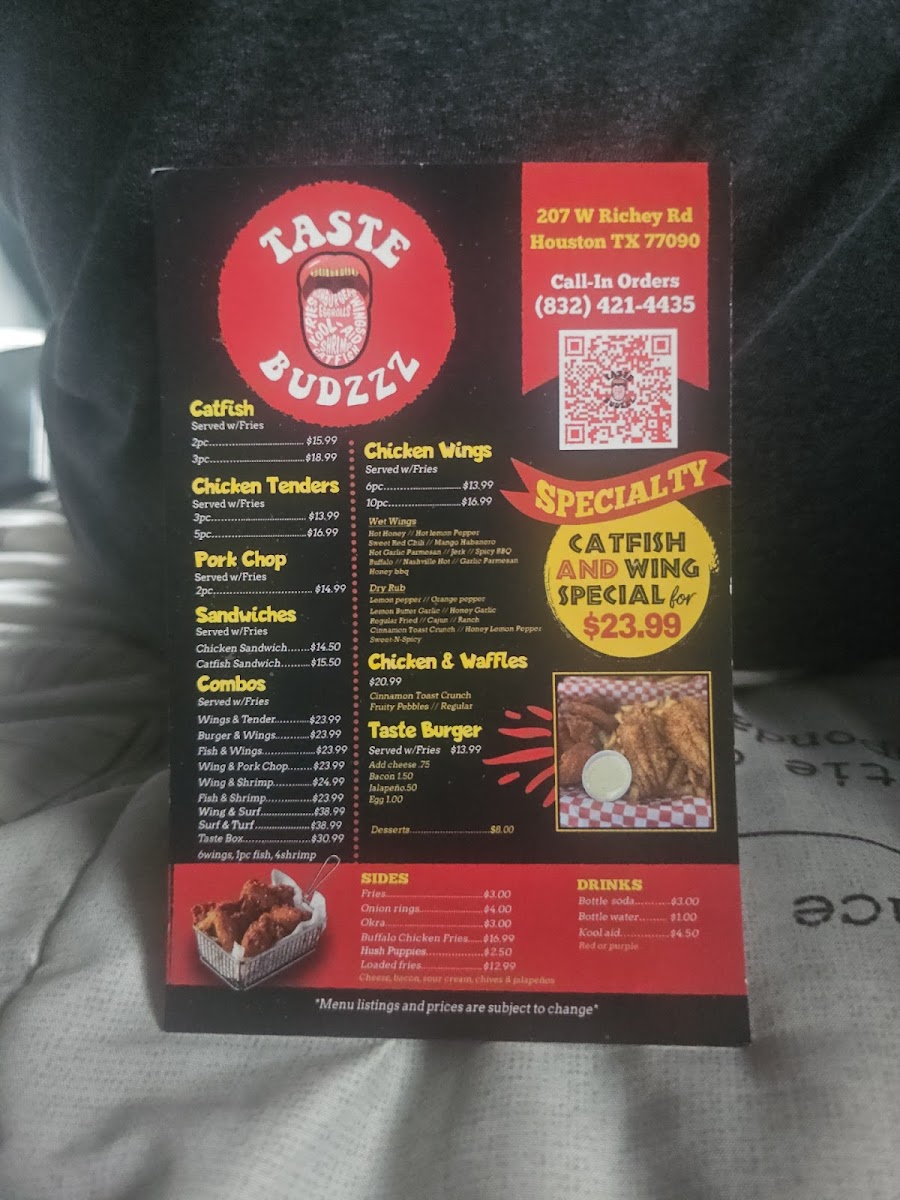 TASTE
BUDZZZ
EGGROLLS
KOOL-AID
SHRIMP
CATFISH
FRIES
WINGS
207 W Richey Rd
Houston TX 77090
Call-In Orders
(832) 421-4435
TASTE
BUDZZZ
Catfish
Served w/Fries
2pc............................... $15.99
3pc...............................$18.99
Chicken Tenders
Served w/Fries
3pc............................... $13.99
5pc...............................$16.99
Pork Chop
Served w/Fries
2pc............................... $14.99
Sandwiches
Served w/Fries
Chicken Sandwich.......$14.50
Catfish Sandwich.........$15.50
Combos
Served w/Fries
Wings & Tender...........$23.99
Burger & Wings...........$23.99
Fish & Wings.................$23.99
Wing & Pork Chop........$23.99
Wing & Shrimp.............$24.99
Fish & Shrimp...............$23.99
Wing & Surf..................$38.99
Surf & Turf..................$38.99
Taste Box.....................$30.99
6wings, 1pc fish, 4shrimp
Chicken Wings
Served w/Fries
6pc..........................$13.99
10pc........................$16.99
Wet Wings
Hot Honey // Hot lemon Pepper
Sweet Red Chili // Mango Habanero
Hot Garlic Parmesan // Jerk // Spicy BBQ
Buffalo // Nashville Hot // Garlic Parmesan
Honey bbq
Dry Rub
Lemon pepper // Orange pepper
Lemon Butter Garlic // Honey Garlic
Regular Fried // Cajun // Ranch
Cinnamon Toast Crunch // Honey Lemon Pepper
Sweet-N-Spicy
Chicken & Waffles
$20.99
Cinnamon Toast Crunch
Fruity Pebbles // Regular
Taste Burger
Served w/Fries $13.99
Add cheese .75
Bacon 1.50
Jalapeño.50
Egg 1.00
Desserts..........................$8.00
SPECIALTY
CATFISH
AND WING
SPECIAL for
$23.99
SIDES
Fries................................$3.00
Onion rings.....................$4.00
Okra................................$3.00
Buffalo Chicken Fries.....$16.99
Hush Puppies..................$2.50
Loaded fries....................$12.99
Cheese, bacon, sour cream, chives & jalapeños
DRINKS
Bottle soda..........$3.00
Bottle water......... $1.00
Kool aid...............$4.50
Red or purple
*Menu listings and prices are subject to change*